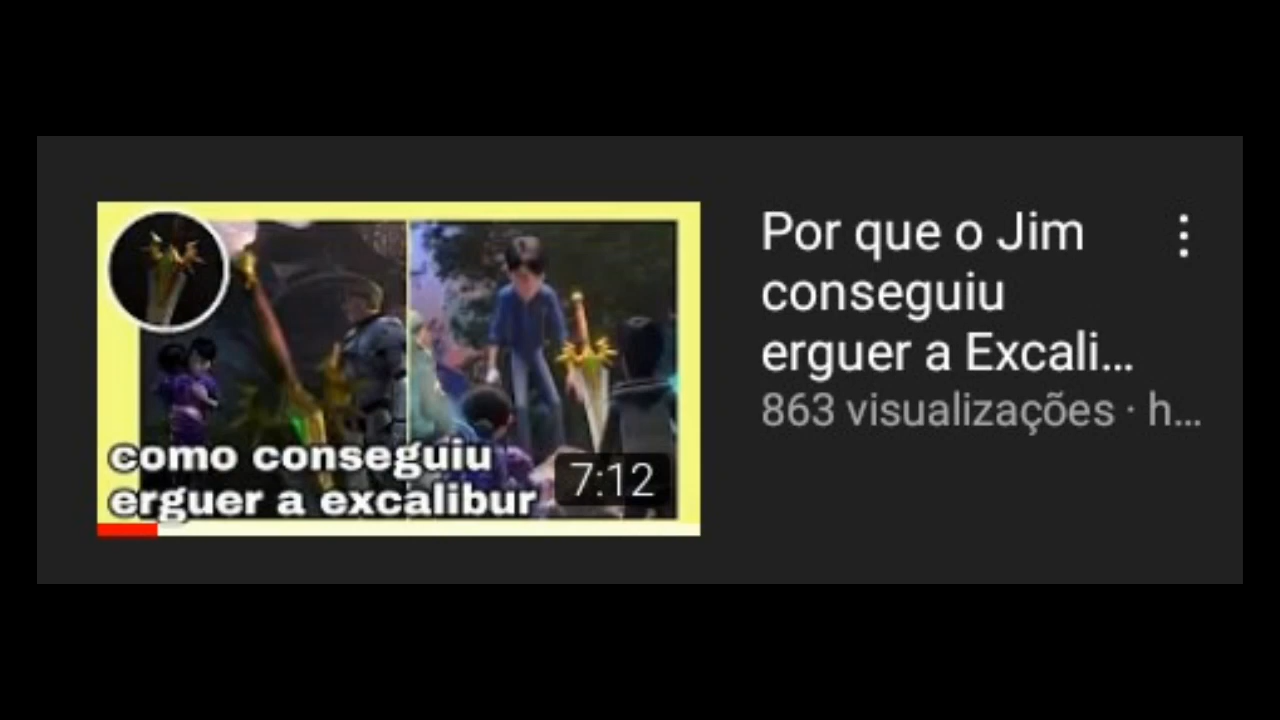 como conseguiu
erguer a excalibur
7:12
Por que o Jim
conseguiu
erguer a Excali...
863 visualizações · h...